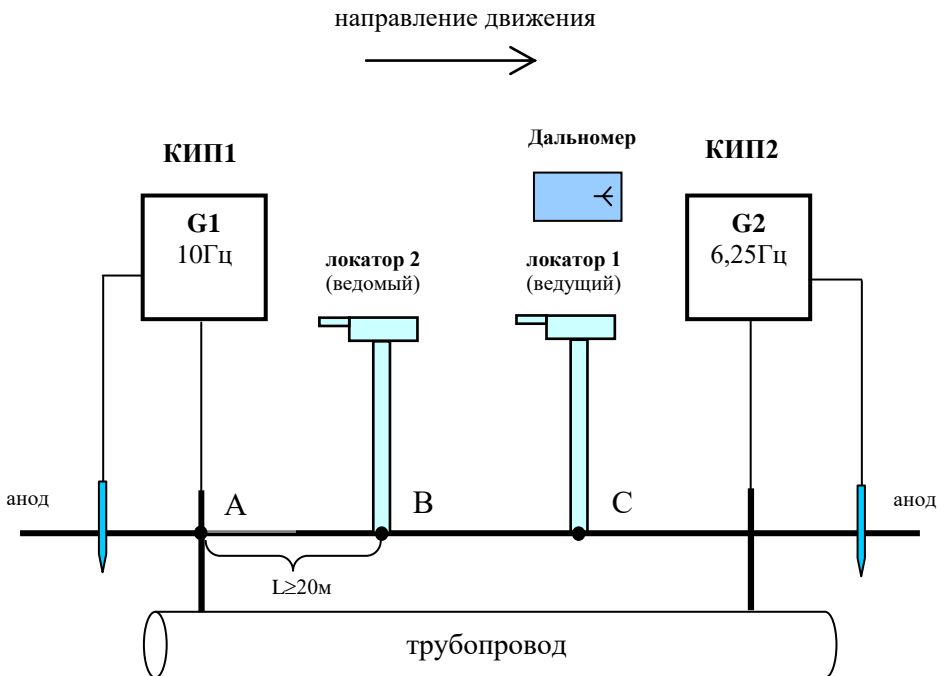 направление движения
Дальномер
КИП1
КИП2
G1
10Гц
G2
6,25Гц
локатор 2
(ведомый)
локатор 1
(ведущий)
анод
A
B
C
анод
L≥20м
трубопровод